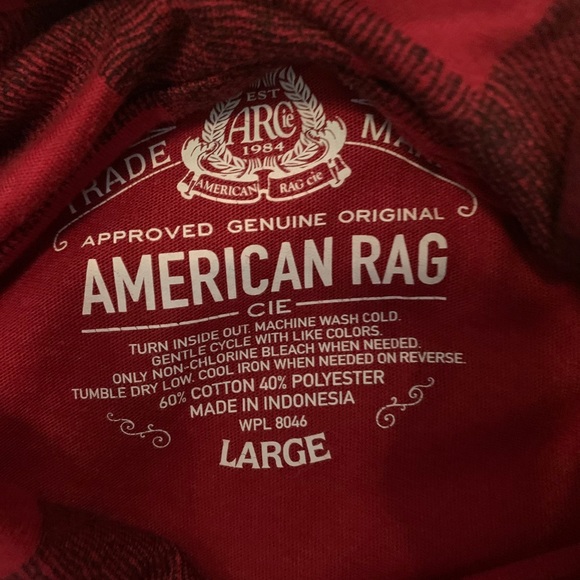 EST
ARCie
1984
AMERICAN RAG cie
TRADE
APPROVED GENUINE ORIGINAL
AMERICAN RAG
CIE
TURN INSIDE OUT. MACHINE WASH COLD.
GENTLE CYCLE WITH LIKE COLORS.
ONLY NON-CHLORINE BLEACH WHEN NEEDED.
TUMBLE DRY LOW. COOL IRON WHEN NEEDED ON REVERSE.
60% COTTON 40% POLYESTER
MADE IN INDONESIA
WPL 8046
LARGE